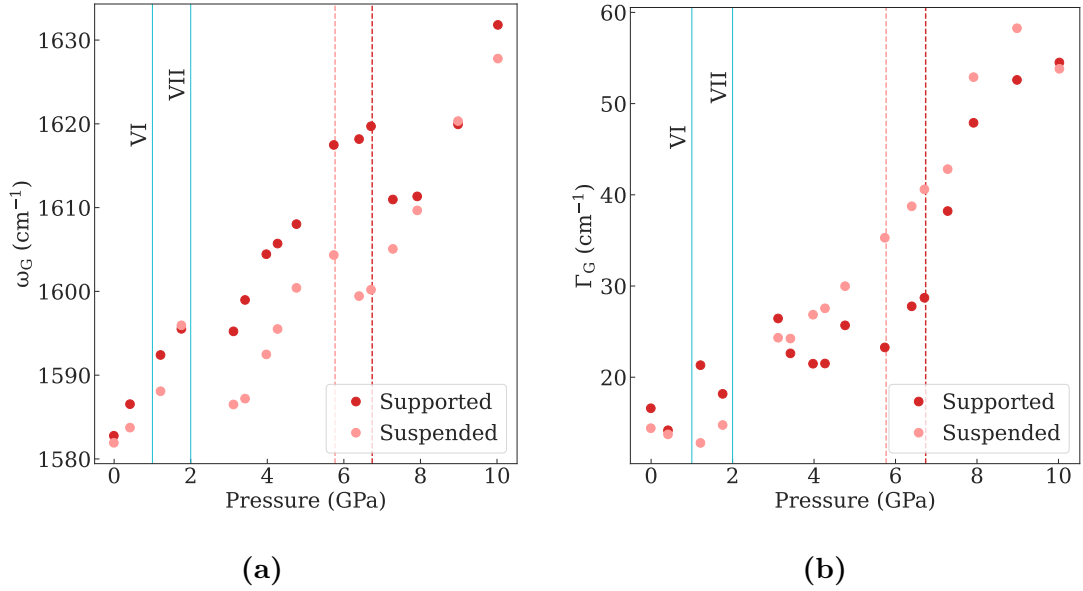 1630
1620
1610
1600
1590
1580
ω_G (cm⁻¹)
VI
VII
Supported
Suspended
0 2 4 6 8 10
Pressure (GPa)
(a)
60
50
40
30
20
Γ_G (cm⁻¹)
VI
VII
Supported
Suspended
0 2 4 6 8 10
Pressure (GPa)
(b)